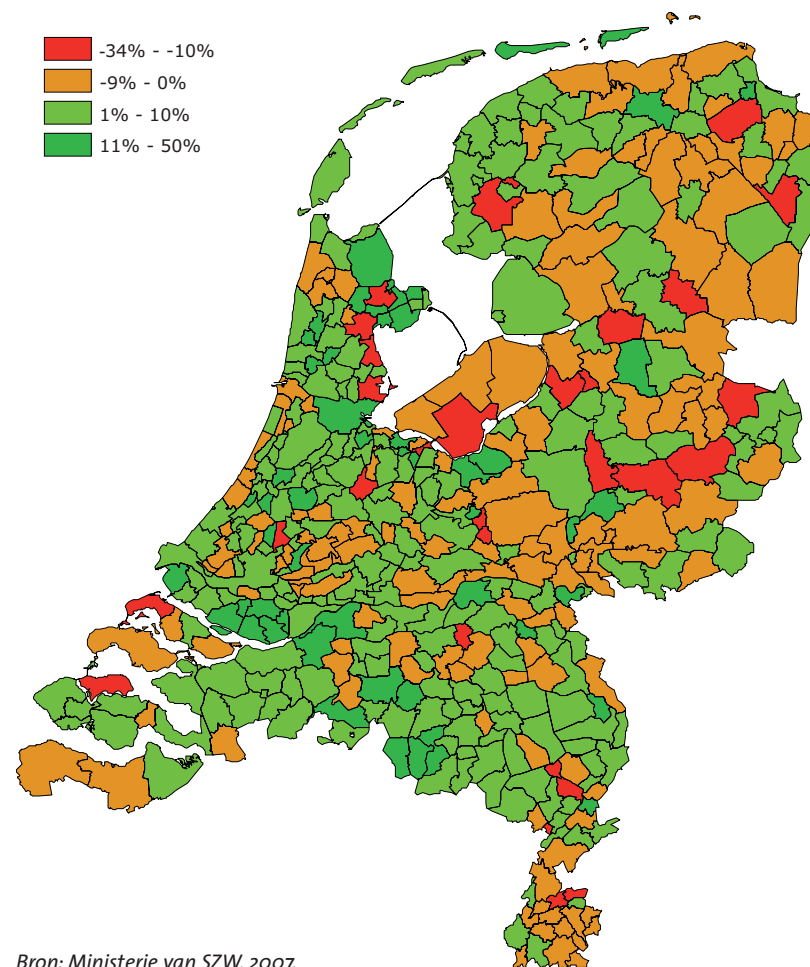 -34% - -10%
-9% - 0%
1% - 10%
11% - 50%
Bron: Ministerie van SZW, 2007.